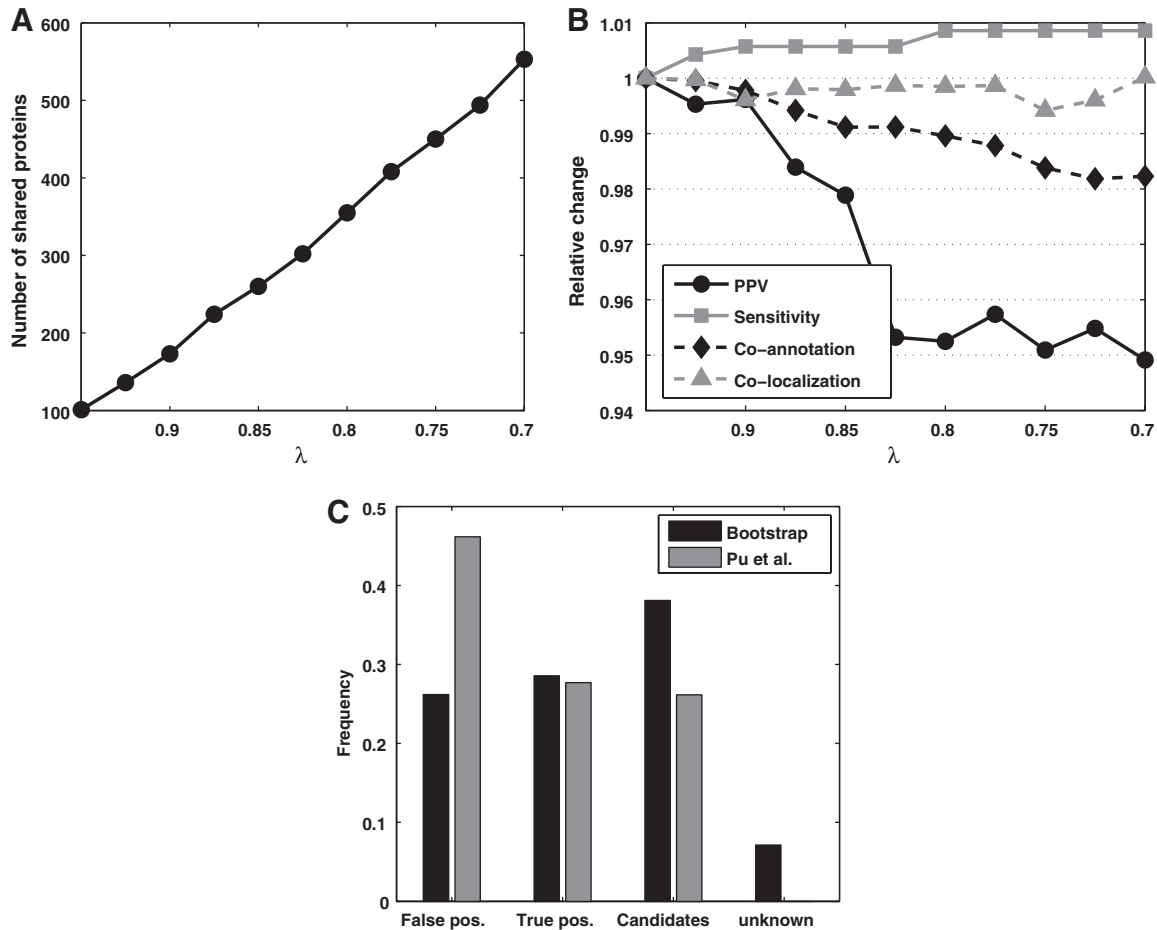 A
600
500
400
300
200
100
Number of shared proteins
0.9 0.85 0.8 0.75 0.7
λ
B
1.01
1
0.99
0.98
0.97
0.96
0.95
0.94
Relative change
PPV
Sensitivity
Co−annotation
Co−localization
0.9 0.85 0.8 0.75 0.7
λ
C
0.5
0.4
0.3
0.2
0.1
0
Frequency
Bootstrap
Pu et al.
False pos. True pos. Candidates unknown